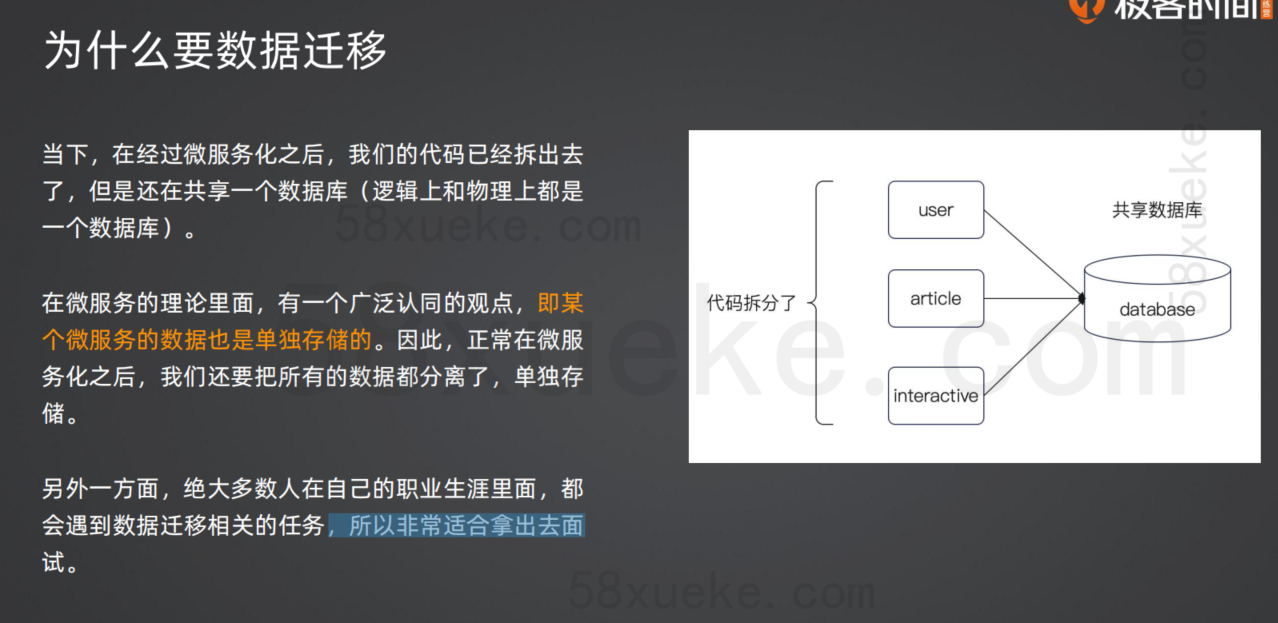 极客时间
为什么要数据迁移
当下，在经过微服务化之后，我们的代码已经拆出去
了，但是还在共享一个数据库（逻辑上和物理上都是
一个数据库）。
在微服务的理论里面，有一个广泛认同的观点，即某
个微服务的数据也是单独存储的。因此，正常在微服
务化之后，我们还要把所有的数据都分离了，单独存
储。
另外一方面，绝大多数人在自己的职业生涯里面，都
会遇到数据迁移相关的任务，所以非常适合拿出去面
试。
代码拆分了
user
article
interactive
共享数据库
database
58xueke.com
58xueke.com
58xueke.com
58xueke.com